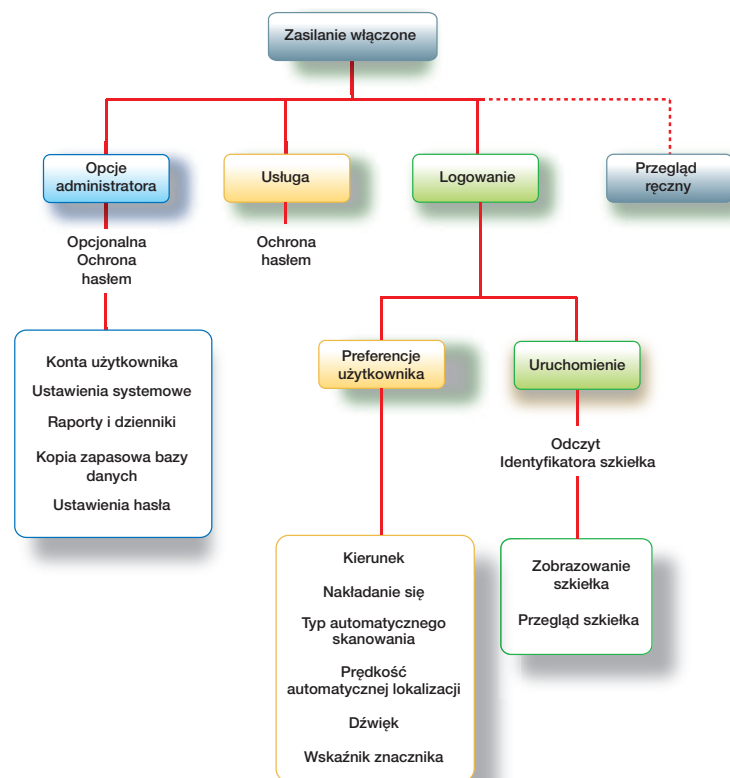 Zasilanie włączone
Opcje
administratora
Usługa
Logowanie
Przegląd
ręczny
Opcjonalna
Ochrona
hasłem
Ochrona
hasłem
Konta użytkownika
Ustawienia systemowe
Raporty i dzienniki
Kopia zapasowa bazy
danych
Ustawienia hasła
Preferencje
użytkownika
Uruchomienie
Odczyt
Identyfikatora szkiełka
Kierunek
Nakładanie się
Typ automatycznego
skanowania
Prędkość
automatycznej lokalizacji
Dźwięk
Wskaźnik znacznika
Zobrazowanie
szkiełka
Przegląd szkiełka